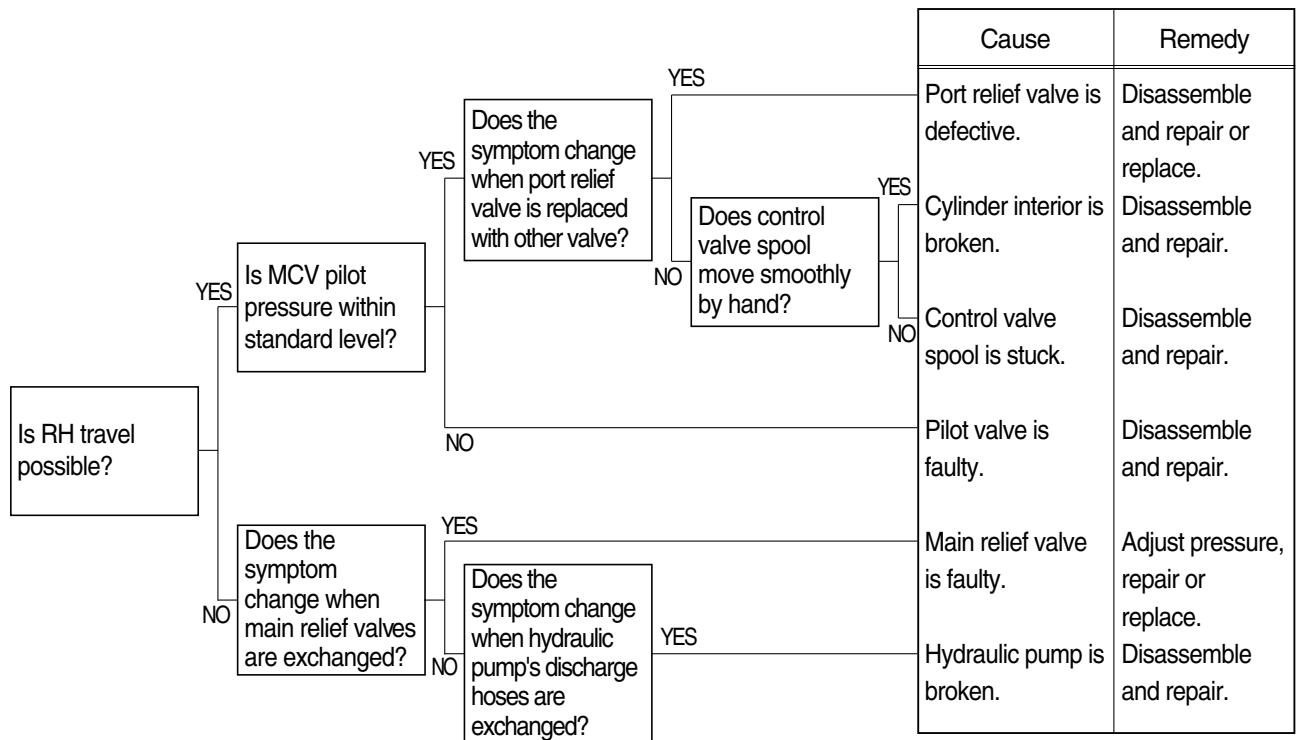 Is RH travel
possible?
YES
NO
Is MCV pilot
pressure within
standard level?
YES
NO
Does the
symptom change
when port relief
valve is replaced
with other valve?
YES
NO
Does control
valve spool
move smoothly
by hand?
YES
NO
Does the
symptom
change when
main relief valves
are exchanged?
YES
NO
Does the
symptom change
when hydraulic
pump's discharge
hoses are
exchanged?
YES
Cause
Remedy
Port relief valve is
defective.
Disassemble
and repair or
replace.
Cylinder interior is
broken.
Disassemble
and repair.
Control valve
spool is stuck.
Disassemble
and repair.
Pilot valve is
faulty.
Disassemble
and repair.
Main relief valve
is faulty.
Adjust pressure,
repair or
replace.
Hydraulic pump is
broken.
Disassemble
and repair.